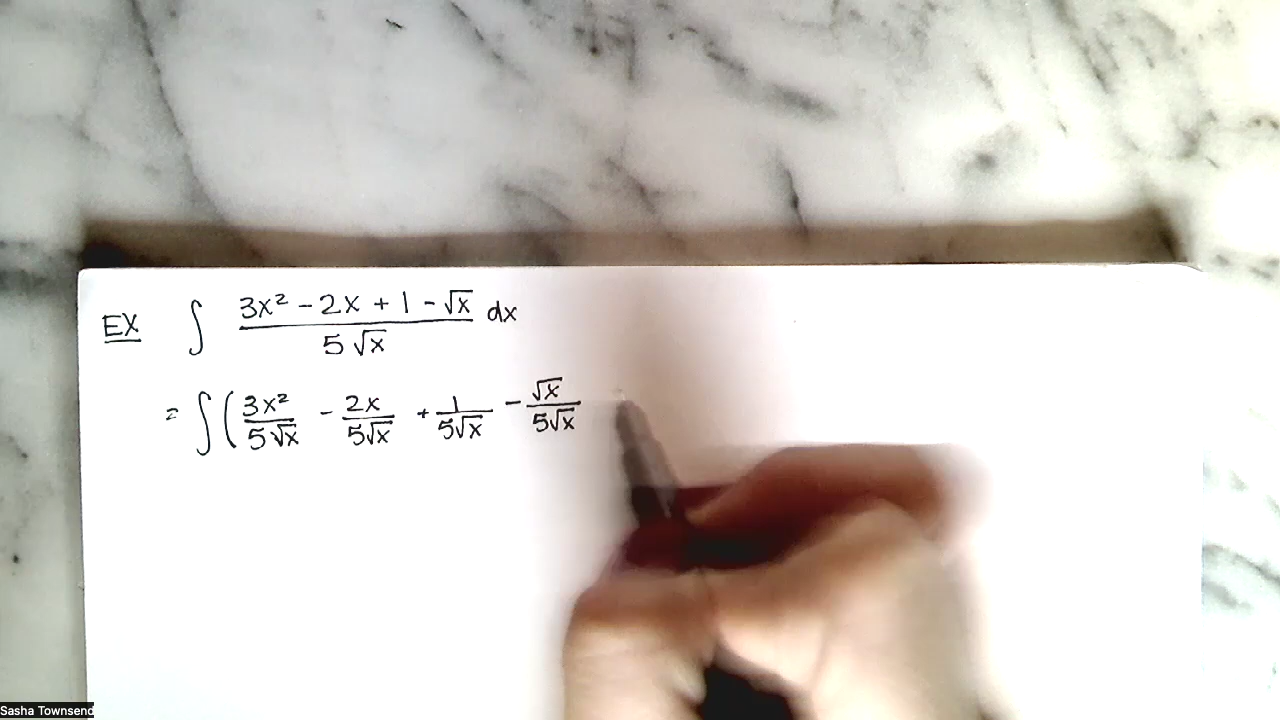 EX ∫ (3x² - 2x + 1 - √x)/(5√x) dx
= ∫ ( 3x²/5√x - 2x/5√x + 1/5√x - √x/5√x
Sasha Townsend